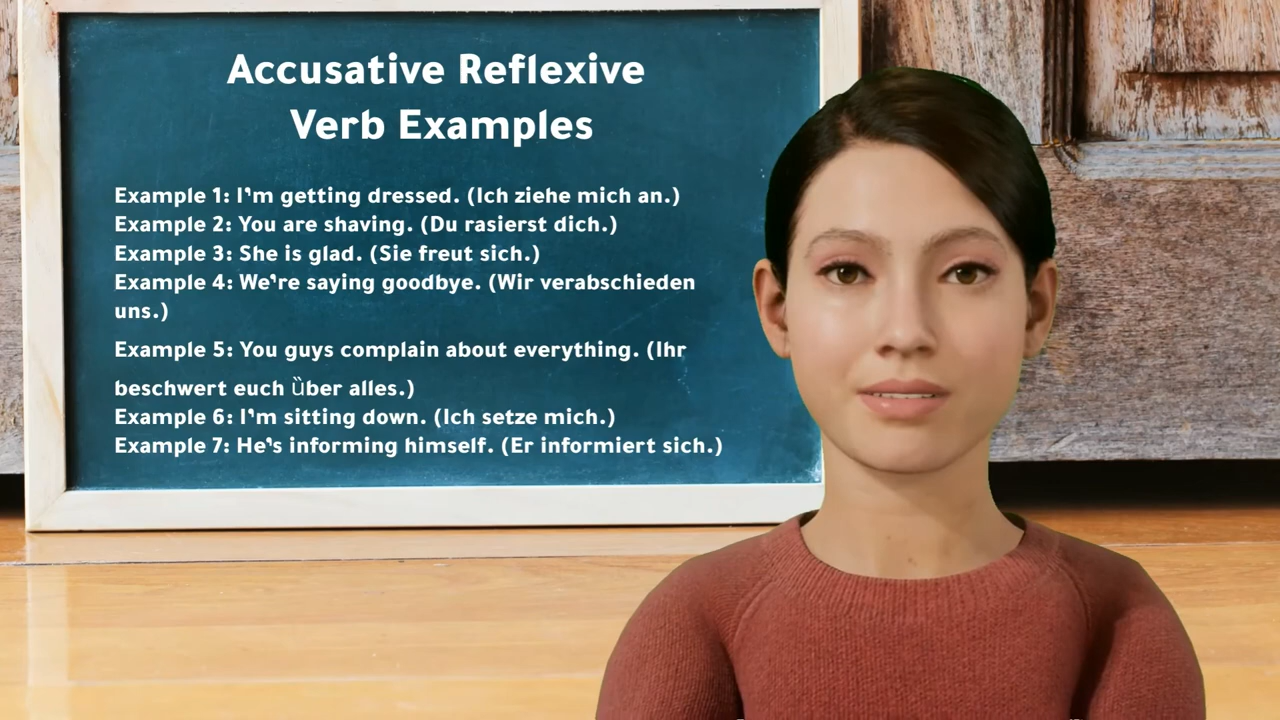 Accusative Reflexive
Verb Examples
Example 1: I'm getting dressed. (Ich ziehe mich an.)
Example 2: You are shaving. (Du rasierst dich.)
Example 3: She is glad. (Sie freut sich.)
Example 4: We're saying goodbye. (Wir verabschieden
uns.)
Example 5: You guys complain about everything. (Ihr
beschwert euch ȕber alles.)
Example 6: I'm sitting down. (Ich setze mich.)
Example 7: He's informing himself. (Er informiert sich.)